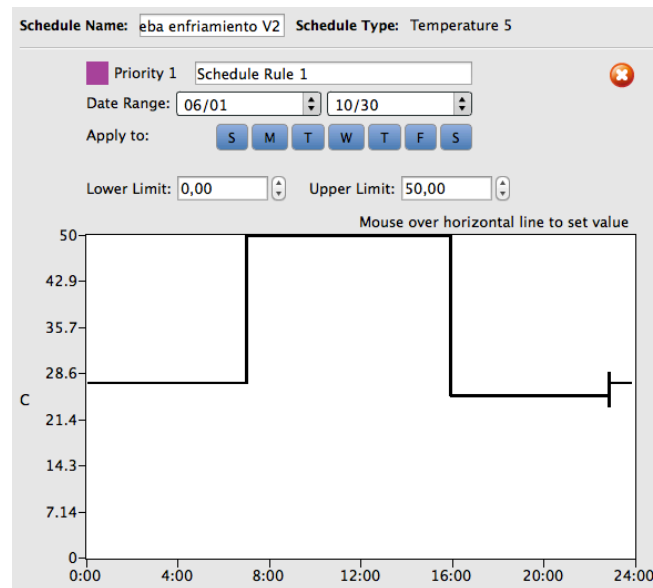 Schedule Name: eba enfriamiento V2 Schedule Type: Temperature 5
Priority 1 Schedule Rule 1
Date Range: 06/01 10/30
Apply to: S M T W T F S
Lower Limit: 0,00 Upper Limit: 50,00
Mouse over horizontal line to set value
50
42.9
35.7
28.6
C
21.4
14.3
7.14
0
0:00 4:00 8:00 12:00 16:00 20:00 24:00